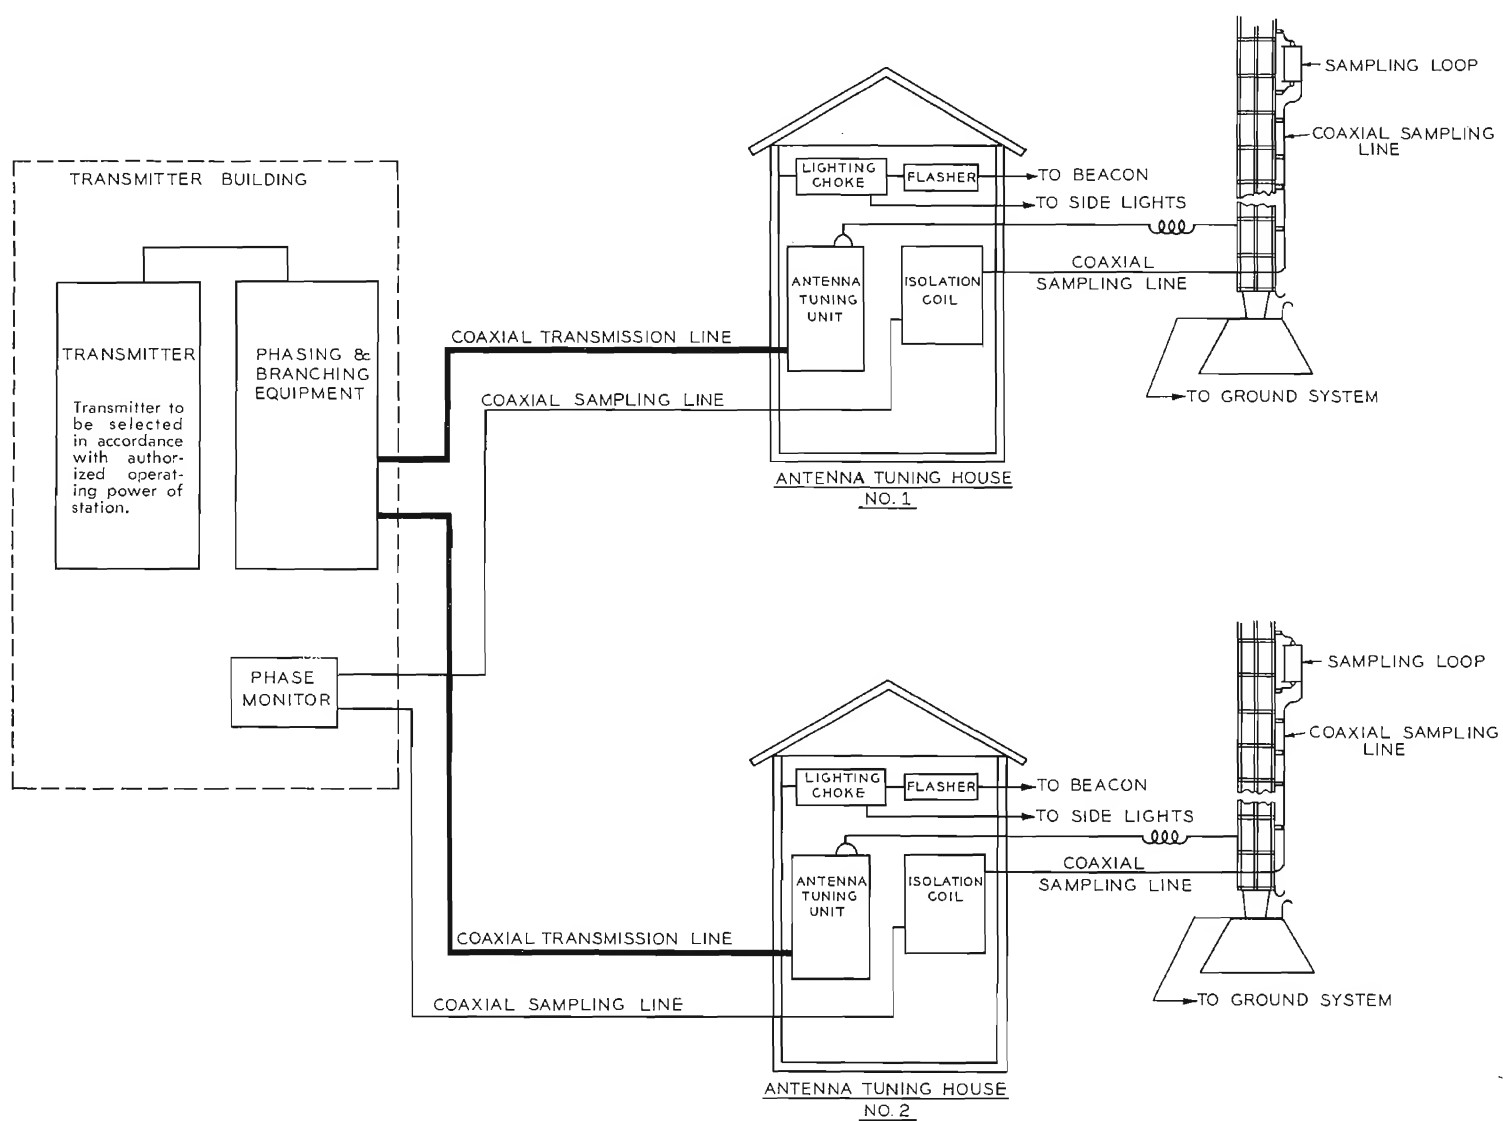 TRANSMITTER BUILDING
TRANSMITTER
Transmitter to
be selected
in accordance
with author-
ized operat-
ing power of
station.
PHASING &
BRANCHING
EQUIPMENT
PHASE
MONITOR
COAXIAL TRANSMISSION LINE
COAXIAL SAMPLING LINE
LIGHTING
CHOKE
FLASHER
TO BEACON
TO SIDE LIGHTS
ANTENNA
TUNING
UNIT
ISOLATION
COIL
COAXIAL
SAMPLING LINE
SAMPLING LOOP
COAXIAL SAMPLING
LINE
TO GROUND SYSTEM
ANTENNA TUNING HOUSE
NO. 1
COAXIAL TRANSMISSION LINE
COAXIAL SAMPLING LINE
LIGHTING
CHOKE
FLASHER
TO BEACON
TO SIDE LIGHTS
ANTENNA
TUNING
UNIT
ISOLATION
COIL
COAXIAL
SAMPLING LINE
SAMPLING LOOP
COAXIAL SAMPLING
LINE
TO GROUND SYSTEM
ANTENNA TUNING HOUSE
NO. 2